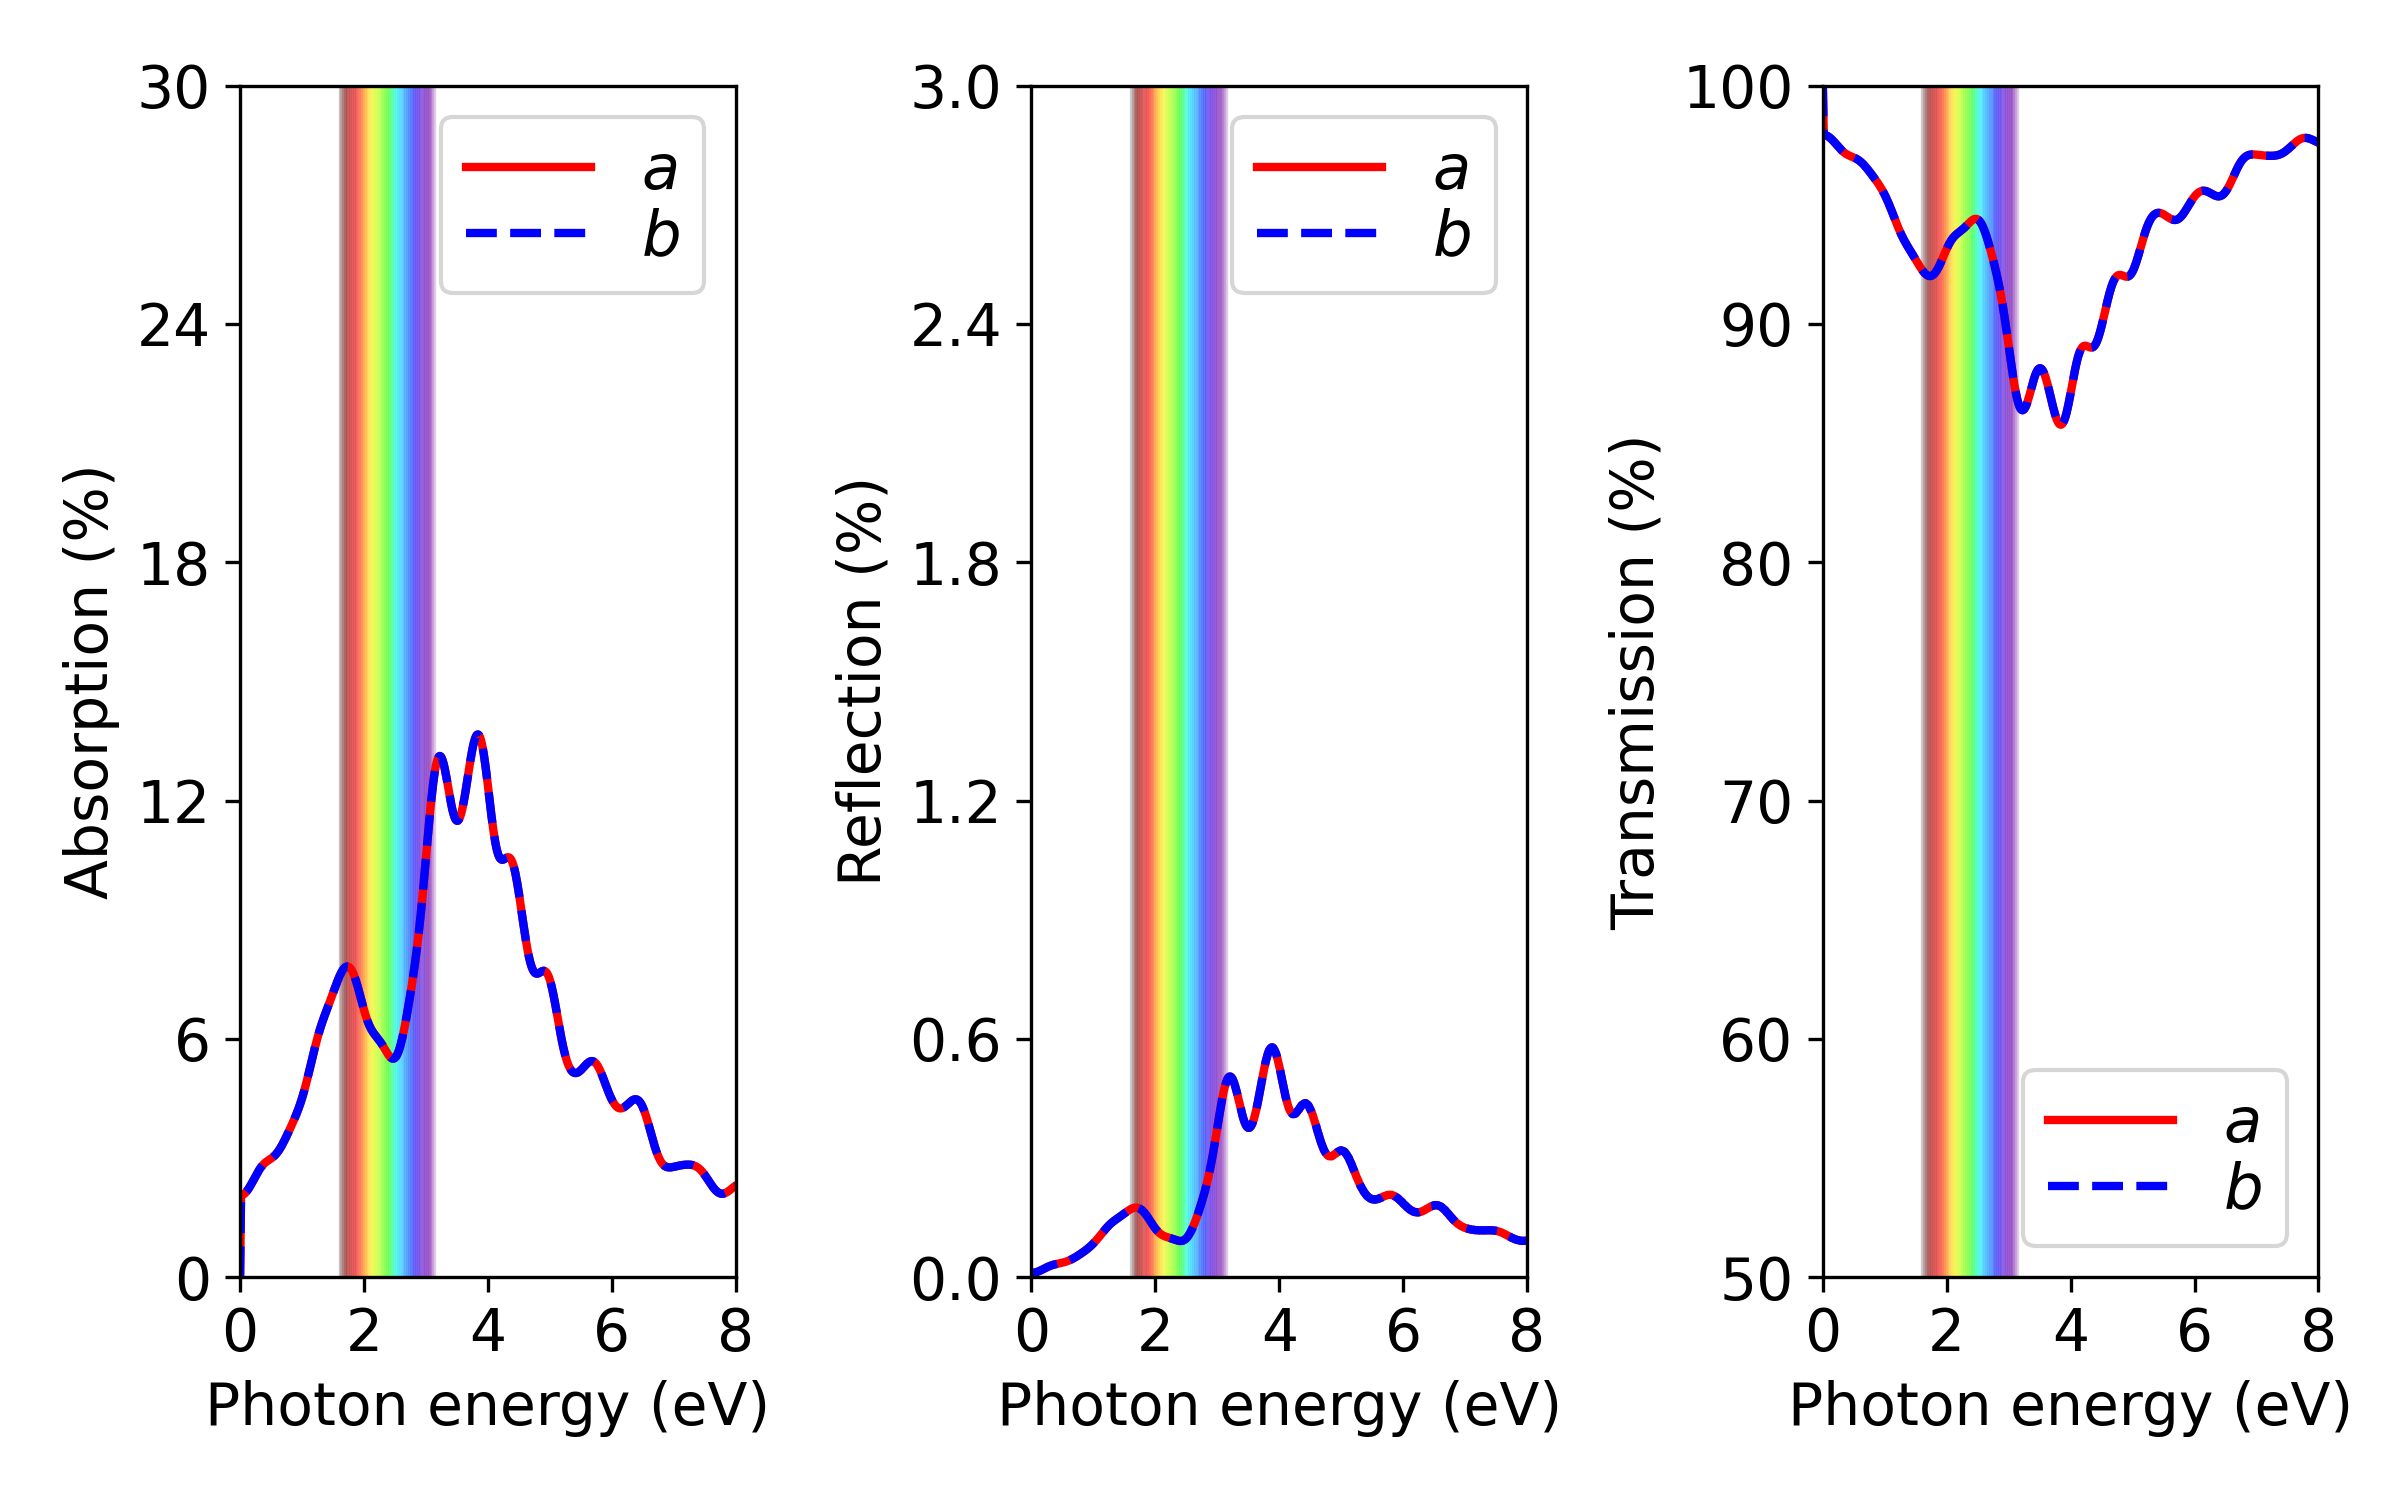 Absorption (%)
30
24
18
12
6
0
0 2 4 6 8
Photon energy (eV)
a
b
Reflection (%)
3.0
2.4
1.8
1.2
0.6
0.0
0 2 4 6 8
Photon energy (eV)
a
b
Transmission (%)
100
90
80
70
60
50
0 2 4 6 8
Photon energy (eV)
a
b